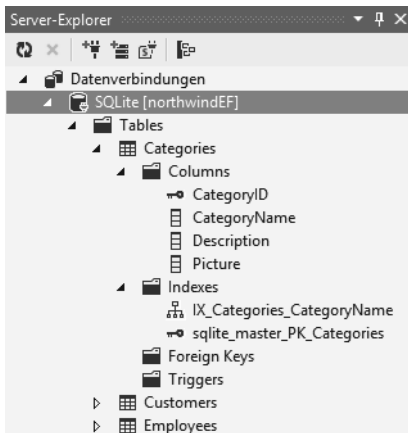 Server-Explorer
Datenverbindungen
SQLite [northwindEF]
Tables
Categories
Columns
CategoryID
CategoryName
Description
Picture
Indexes
IX_Categories_CategoryName
sqlite_master_PK_Categories
Foreign Keys
Triggers
Customers
Employees